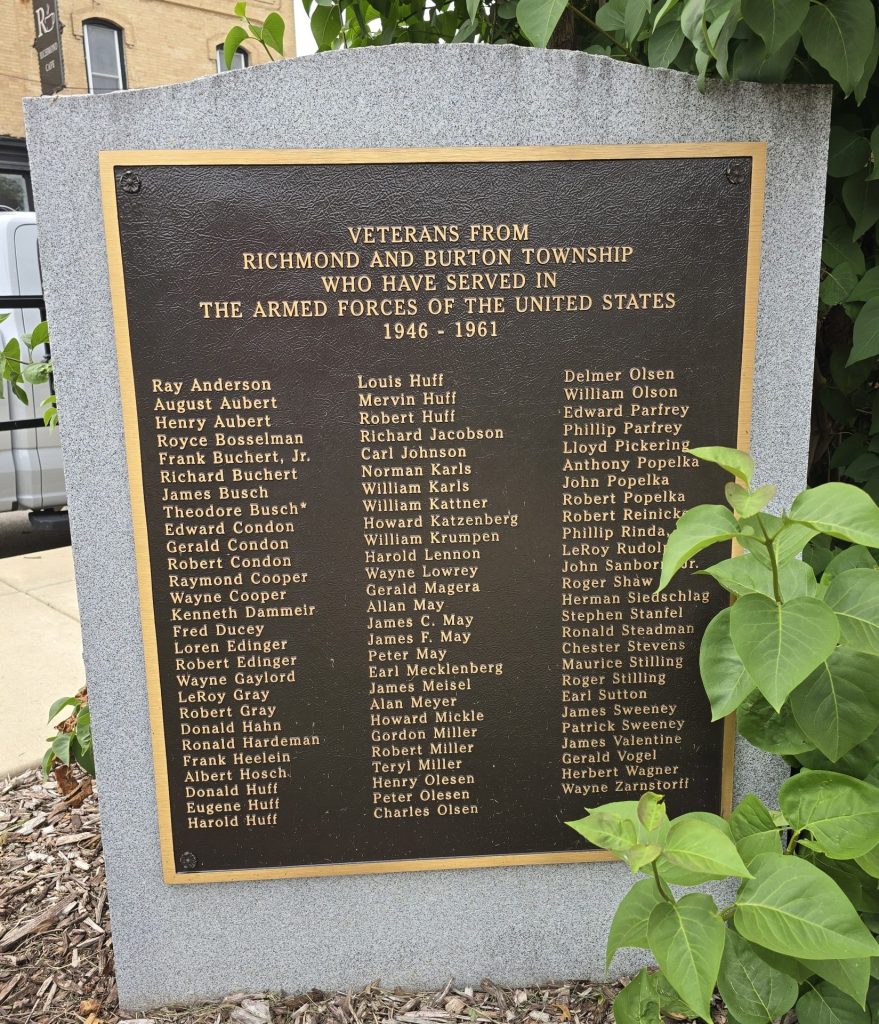 RICHMOND
CAFE
VETERANS FROM
RICHMOND AND BURTON TOWNSHIP
WHO HAVE SERVED IN
THE ARMED FORCES OF THE UNITED STATES
1946 - 1961
Ray Anderson
August Aubert
Henry Aubert
Royce Bosselman
Frank Buchert, Jr.
Richard Buchert
James Busch
Theodore Busch*
Edward Condon
Gerald Condon
Robert Condon
Raymond Cooper
Wayne Cooper
Kenneth Dammeir
Fred Ducey
Loren Edinger
Robert Edinger
Wayne Gaylord
LeRoy Gray
Robert Gray
Donald Hahn
Ronald Hardeman
Frank Heelein
Albert Hosch
Donald Huff
Eugene Huff
Harold Huff
Louis Huff
Mervin Huff
Robert Huff
Richard Jacobson
Carl Johnson
Norman Karls
William Karls
William Kattner
Howard Katzenberg
William Krumpen
Harold Lennon
Wayne Lowrey
Gerald Magera
Allan May
James C. May
James F. May
Peter May
Earl Mecklenberg
James Meisel
Alan Meyer
Howard Mickle
Gordon Miller
Robert Miller
Teryl Miller
Henry Olesen
Peter Olesen
Charles Olsen
Delmer Olsen
William Olson
Edward Parfrey
Phillip Parfrey
Lloyd Pickering
Anthony Popelka
John Popelka
Robert Popelka
Robert
Phillip Rinda,
LeRoy
John Sanborn, Jr.
Roger Shaw
Herman Siedschlag
Stephen Stanfel
Ronald Steadman
Chester Stevens
Maurice Stilling
Roger Stilling
Earl Sutton
James Sweeney
Patrick Sweeney
James Valentine
Gerald Vogel
Herbert Wagner
Wayne Zarnstorff